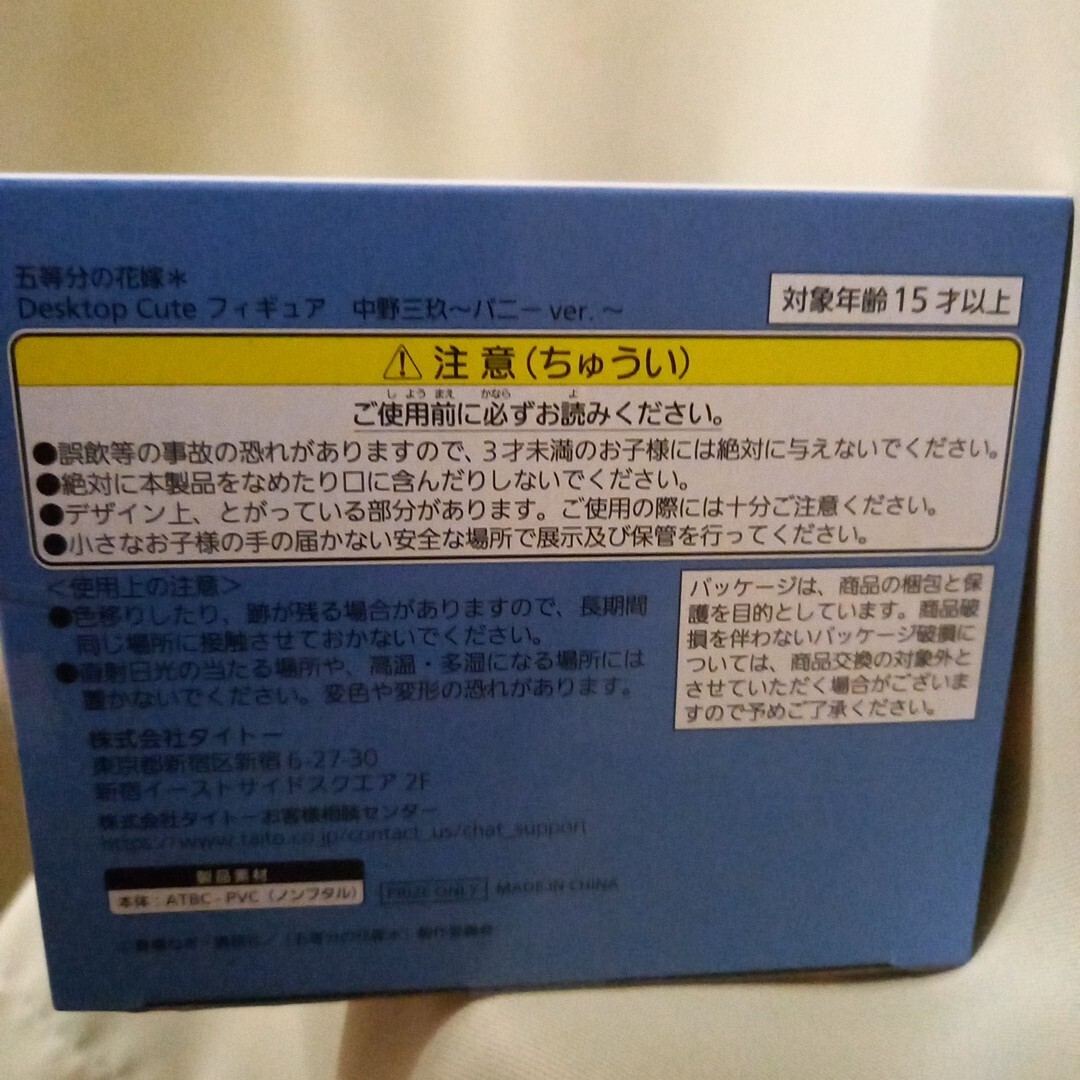 五等分の花嫁＊
Desktop Cute フィギュア　中野三玖～バニーver.～
対象年齢15才以上
⚠注意（ちゅうい）
ご使用前に必ずお読みください。
●誤飲等の事故の恐れがありますので、3才未満のお子様には絶対に与えないでください。
●絶対に本製品をなめたり口に含んだりしないでください。
●デザイン上、とがっている部分があります。ご使用の際には十分ご注意ください。
●小さなお子様の手の届かない安全な場所で展示及び保管を行ってください。
＜使用上の注意＞
●色移りしたり、跡が残る場合がありますので、長期間
同じ場所に接触させておかないでください。
●直射日光の当たる場所や、高温・多湿になる場所には
置かないでください。変色や変形の恐れがあります。
パッケージは、商品の梱包と保
護を目的としています。商品破
損を伴わないパッケージ破損に
ついては、商品交換の対象外と
させていただく場合がございま
すので予めご了承ください。
株式会社タイトー
東京都新宿区新宿6-27-30
新宿イーストサイドスクエア 2F
株式会社タイトーお客様相談センター
https://www.taito.co.jp/contact_us/chat_support
製品素材
本体：ATBC-PVC（ノンフタル）
PRIZE ONLY
MADE IN CHINA